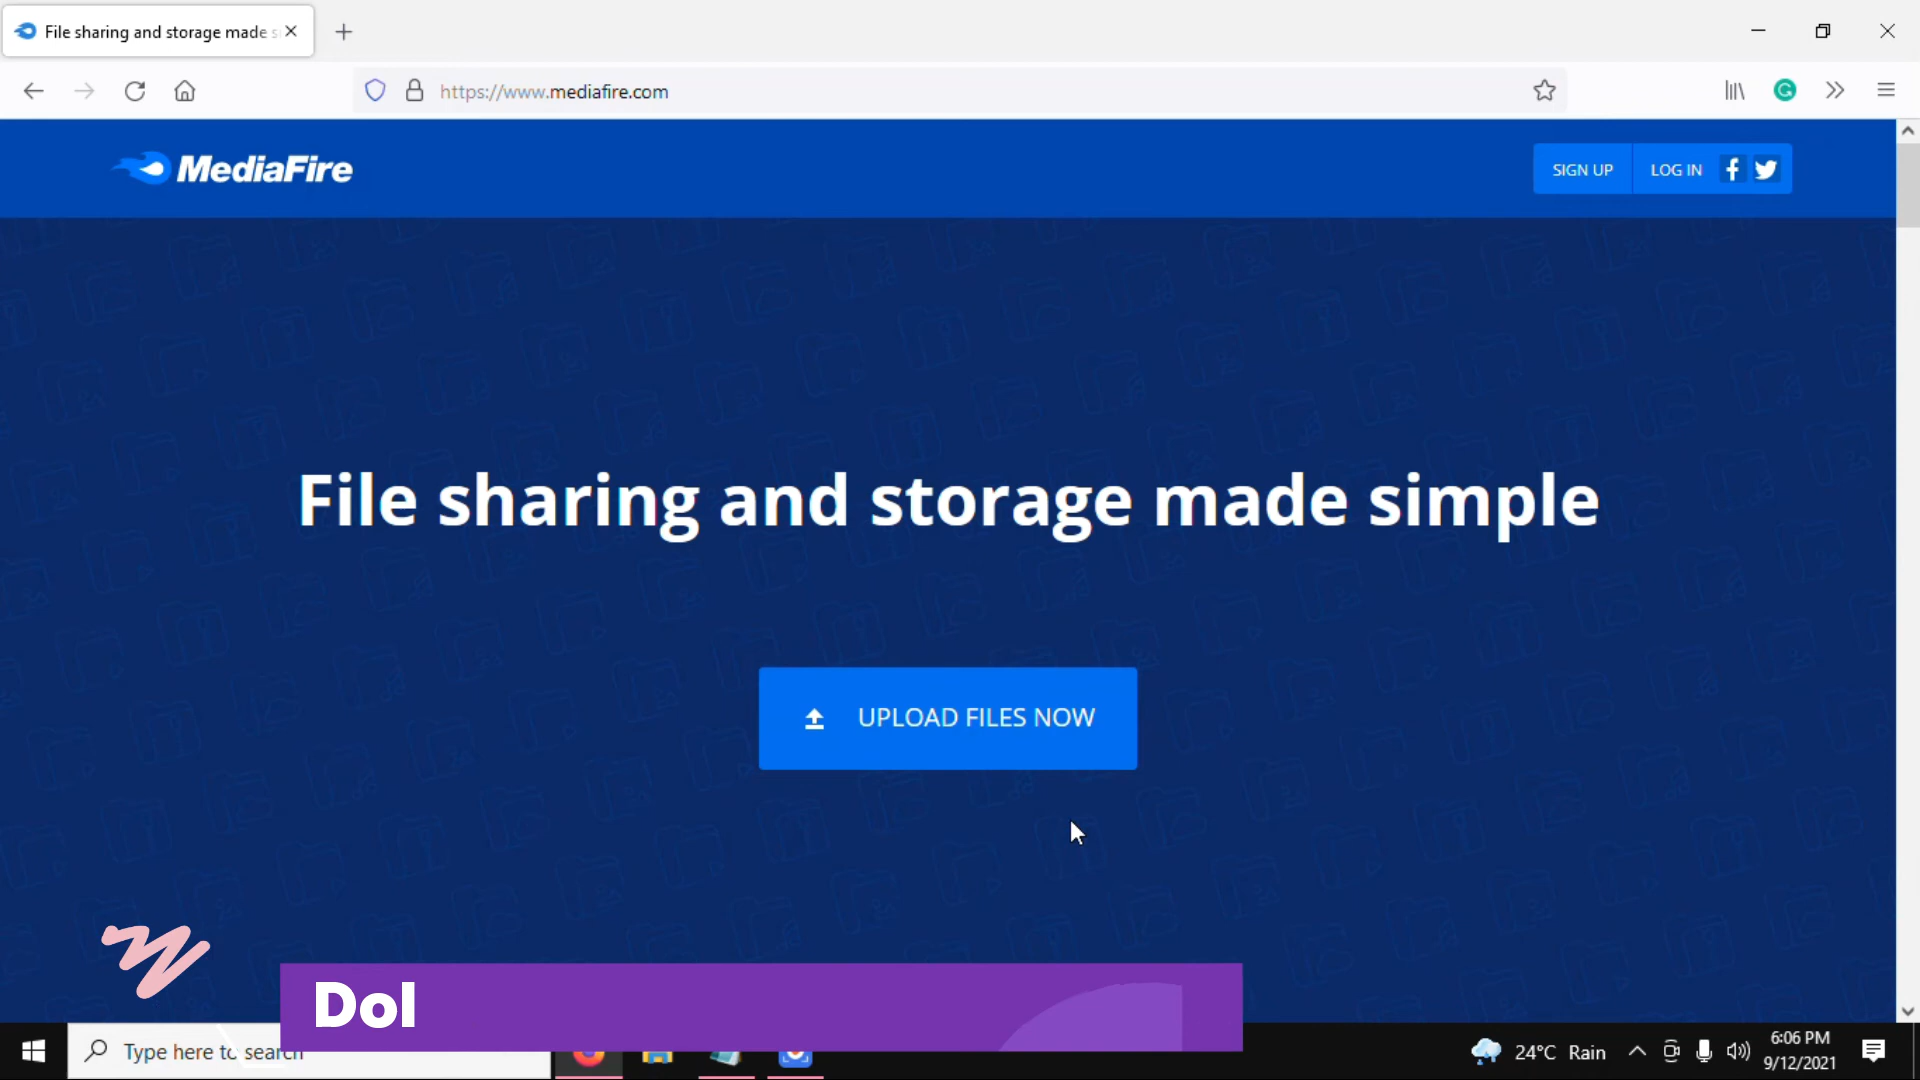 File sharing and storage made s
https://www.mediafire.com
MediaFire
SIGN UP
LOG IN
File sharing and storage made simple
UPLOAD FILES NOW
Dol
Type here to search
24°C Rain
6:06 PM
9/12/2021